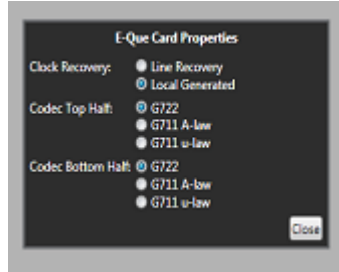 E-Que Card Properties
Clock Recovery: Line Recovery
Local Generated
Codec Top Half: G722
G711 A-law
G711 u-law
Codec Bottom Half: G722
G711 A-law
G711 u-law
Close